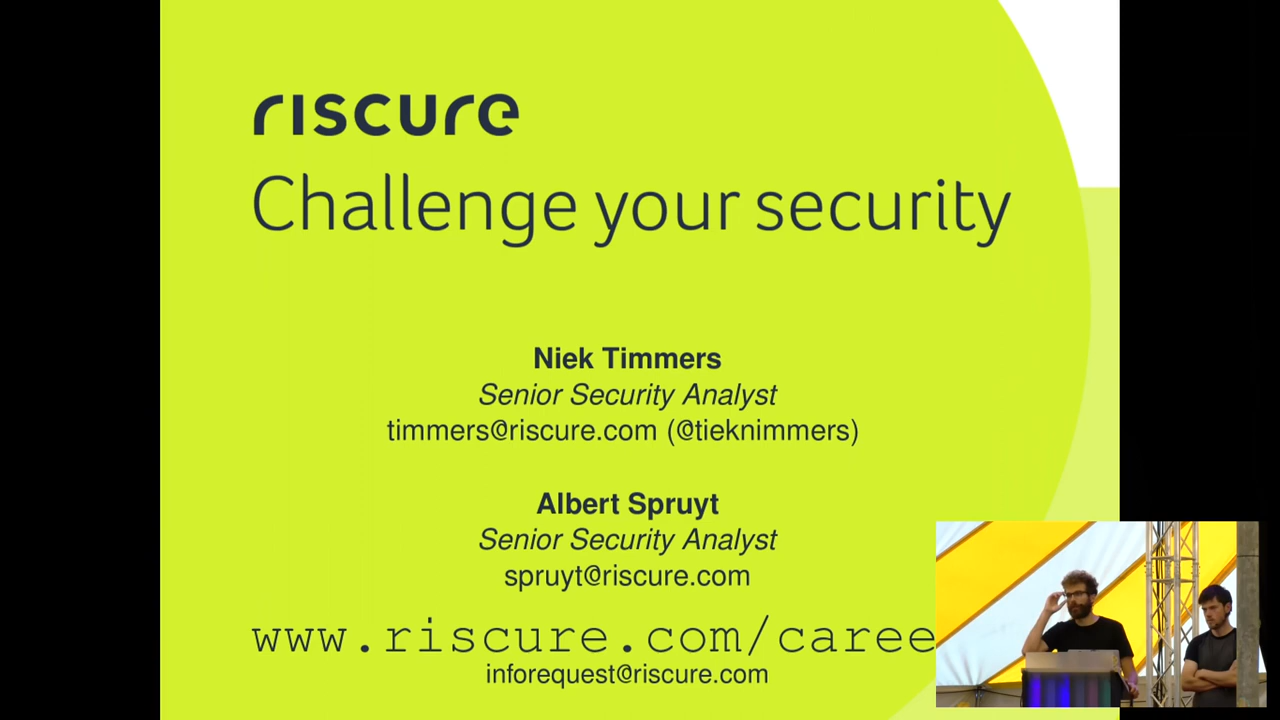 riscure
Challenge your security
Niek Timmers
Senior Security Analyst
timmers@riscure.com (@tieknimmers)
Albert Spruyt
Senior Security Analyst
spruyt@riscure.com
www.riscure.com/caree
inforequest@riscure.com